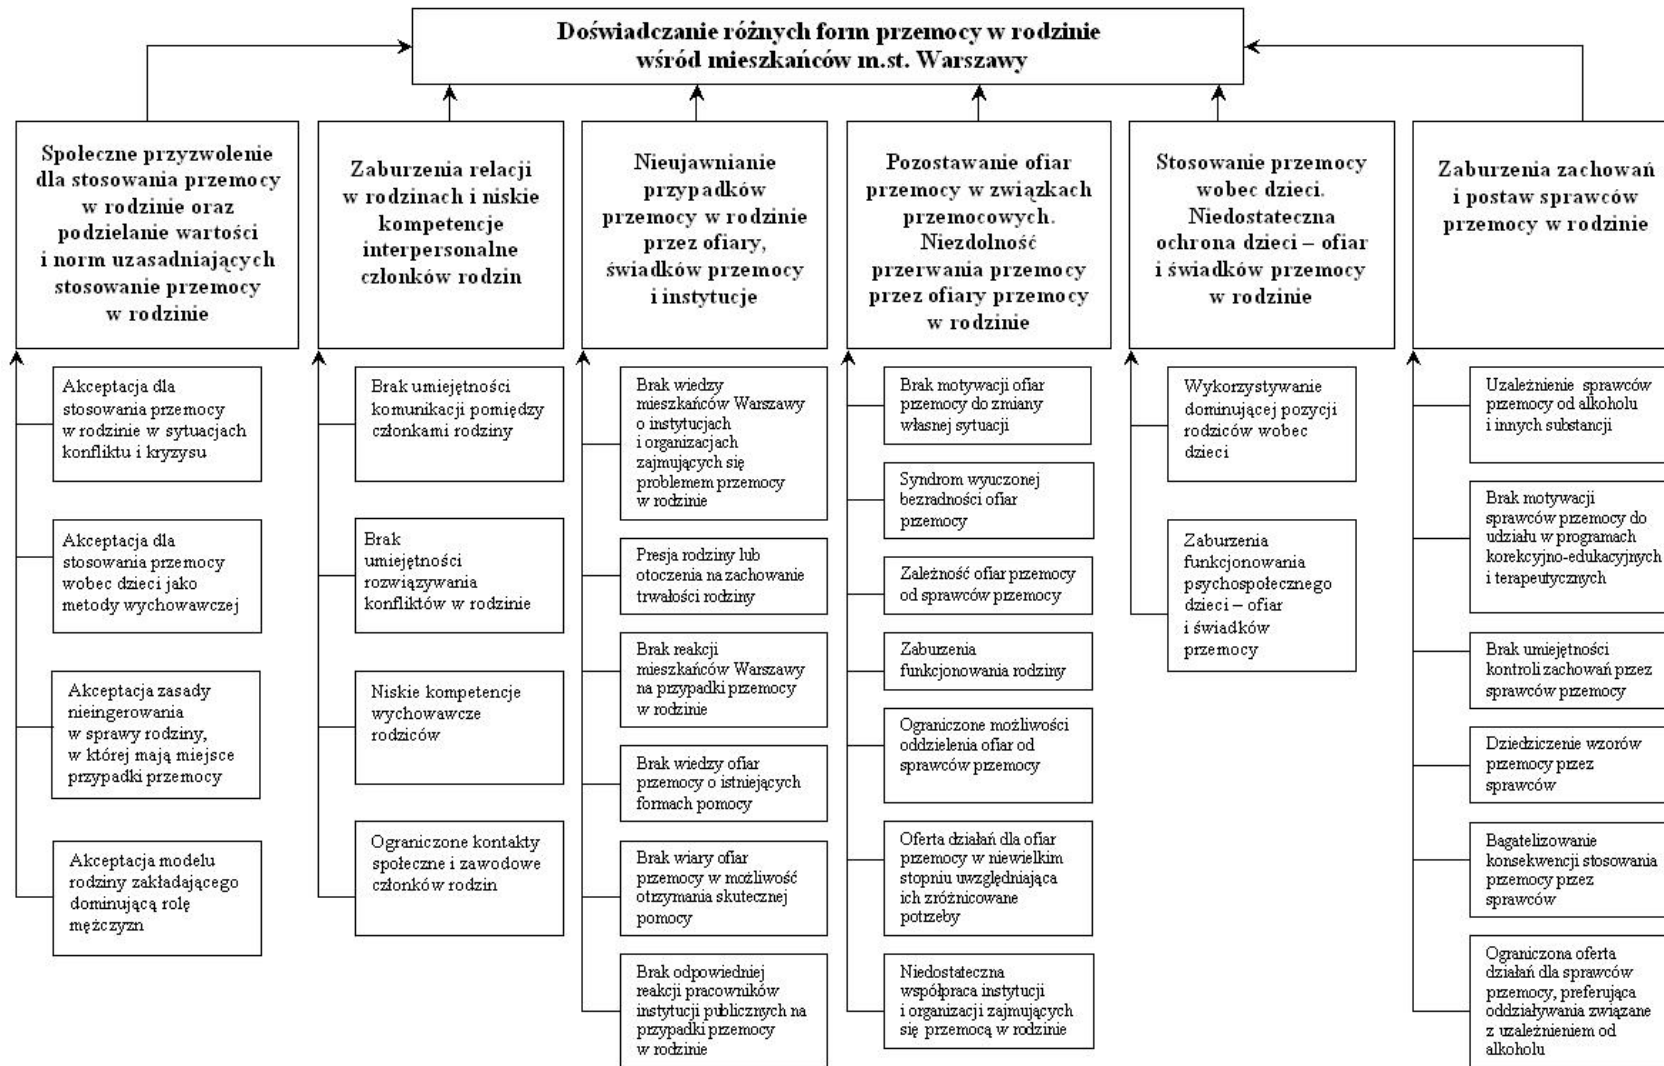 Doświadczanie różnych form przemocy w rodzinie
wśród mieszkańców m.st. Warszawy
Społeczne przyzwolenie
dla stosowania przemocy
w rodzinie oraz
podzielanie wartości
i norm uzasadniających
stosowanie przemocy
w rodzinie
Akceptacja dla
stosowania przemocy
w rodzinie w sytuacjach
konfliktu i kryzysu
Akceptacja dla
stosowania przemocy
wobec dzieci jako
metody wychowawczej
Akceptacja zasady
nieingerowania
w sprawy rodziny,
w której mają miejsce
przypadki przemocy
Akceptacja modelu
rodziny zakładającego
dominującą rolę
mężczyzn
Zaburzenia relacji
w rodzinach i niskie
kompetencje
interpersonalne
członków rodzin
Brak umiejętności
komunikacji pomiędzy
członkami rodziny
Brak
umiejętności
rozwiązywania
konfliktów w rodzinie
Niskie kompetencje
wychowawcze
rodziców
Ograniczone kontakty
społeczne i zawodowe
członków rodzin
Nieujawnianie
przypadków
przemocy w rodzinie
przez ofiary,
świadków przemocy
i instytucje
Brak wiedzy
mieszkańców Warszawy
o instytucjach
i organizacjach
zajmujących się
problemem przemocy
w rodzinie
Presja rodziny lub
otoczenia na zachowanie
trwałości rodziny
Brak reakcji
mieszkańców Warszawy
na przypadki przemocy
w rodzinie
Brak wiedzy ofiar
przemocy o istniejących
formach pomocy
Brak wiary ofiar
przemocy w możliwość
otrzymania skutecznej
pomocy
Brak odpowiedniej
reakcji pracowników
instytucji publicznych na
przypadki przemocy
w rodzinie
Pozostawanie ofiar
przemocy w związkach
przemocowych.
Niezdolność
przerwania przemocy
przez ofiary przemocy
w rodzinie
Brak motywacji ofiar
przemocy do zmiany
własnej sytuacji
Syndrom wyuczonej
bezradności ofiar
przemocy
Zależność ofiar przemocy
od sprawców przemocy
Zaburzenia
funkcjonowania rodziny
Ograniczone możliwości
oddzielenia ofiar od
sprawców przemocy
Oferta działań dla ofiar
przemocy w niewielkim
stopniu uwzględniająca
ich zróżnicowane
potrzeby
Niedostateczna
współpraca instytucji
i organizacji zajmujących
się przemocą w rodzinie
Stosowanie przemocy
wobec dzieci.
Niedostateczna
ochrona dzieci – ofiar
i świadków przemocy
w rodzinie
Wykorzystywanie
dominującej pozycji
rodziców wobec
dzieci
Zaburzenia
funkcjonowania
psychospołecznego
dzieci – ofiar
i świadków
przemocy
Zaburzenia zachowań
i postaw sprawców
przemocy w rodzinie
Uzależnienie sprawców
przemocy od alkoholu
i innych substancji
Brak motywacji
sprawców przemocy do
udziału w programach
korekcyjno-edukacyjnych
i terapeutycznych
Brak umiejętności
kontroli zachowań przez
sprawców przemocy
Dziedziczenie wzorów
przemocy przez
sprawców
Bagatelizowanie
konsekwencji stosowania
przemocy przez
sprawców
Ograniczona oferta
działań dla sprawców
przemocy, preferująca
oddziaływania związane
z uzależnieniem od
alkoholu